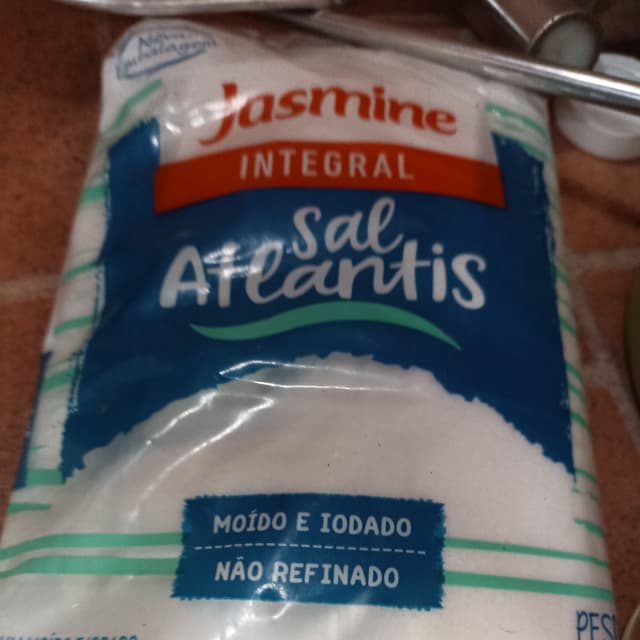 Nova
embalagem
Jasmine
INTEGRAL
sal
Atlantis
MOÍDO E IODADO
NÃO REFINADO